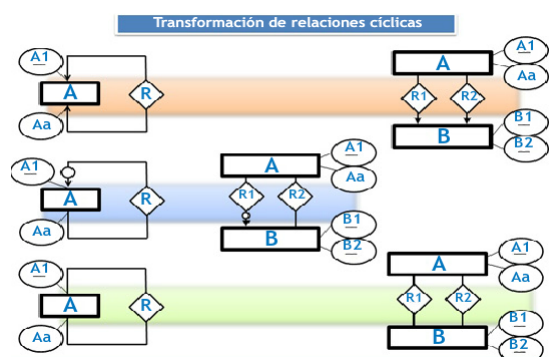 Transformación de relaciones cíclicas
A1
A
R
Aa
A
A1
Aa
R1
R2
B
B1
B2
A1
A
R
Aa
A
A1
Aa
R1
R2
B
B1
B2
A1
A
R
Aa
A
A1
Aa
R1
R2
B
B1
B2